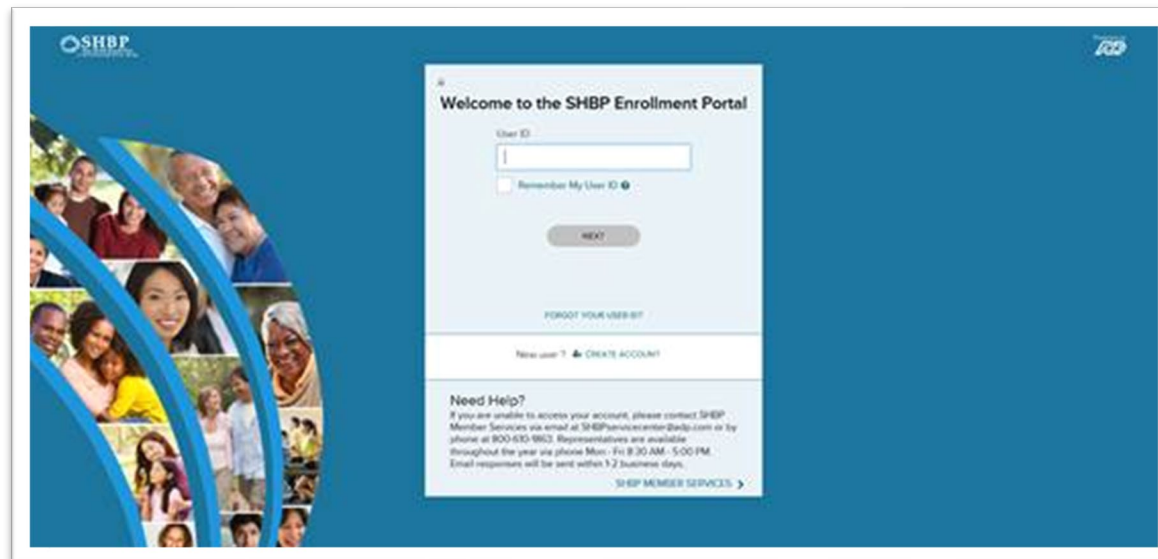 SHBP
ADP
Welcome to the SHBP Enrollment Portal
User ID
Remember My User ID
NEXT
FORGOT YOUR USER ID?
New user ? CREATE ACCOUNT
Need Help?
If you are unable to access your account, please contact SHBP
Member Services via email at SHBPservicecenter@adp.com or by
phone at 800-610-1863. Representatives are available
throughout the year via phone Mon - Fri 8:30 AM - 5:00 PM.
Email responses will be sent within 1-2 business days.
SHBP MEMBER SERVICES